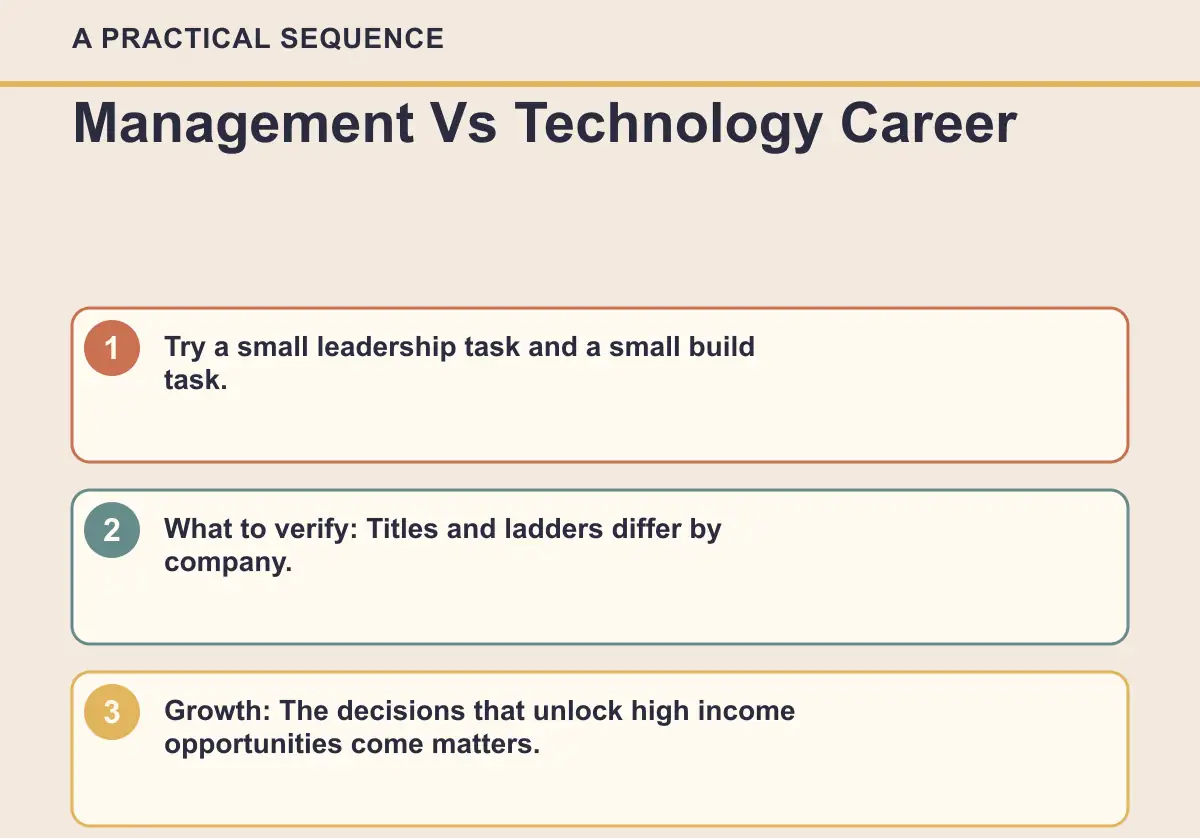 A PRACTICAL SEQUENCE
Management Vs Technology Career
1
Try a small leadership task and a small build
task.
2
What to verify: Titles and ladders differ by
company.
3
Growth: The decisions that unlock high income
opportunities come matters.